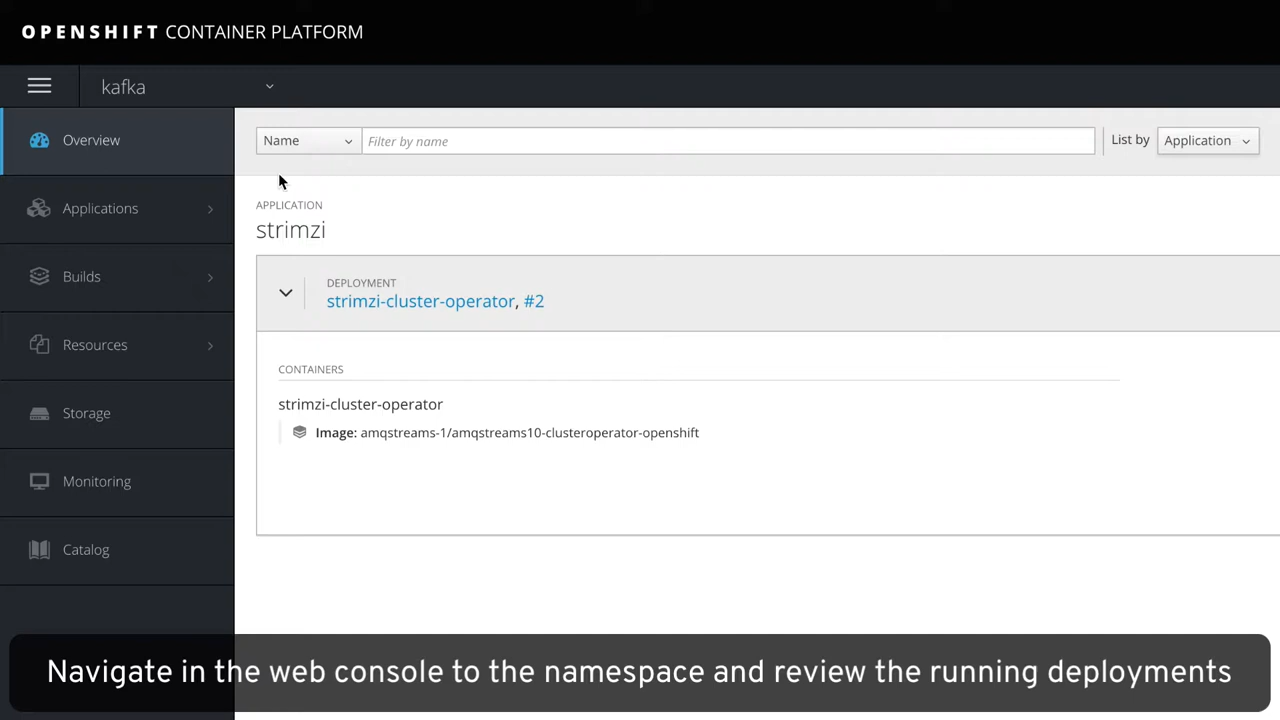 OPENSHIFT CONTAINER PLATFORM
kafka
Overview
Applications
Builds
Resources
Storage
Monitoring
Catalog
Name
Filter by name
List by
Application
APPLICATION
strimzi
DEPLOYMENT
strimzi-cluster-operator, #2
CONTAINERS
strimzi-cluster-operator
Image: amqstreams-1/amqstreams10-clusteroperator-openshift
Navigate in the web console to the namespace and review the running deployments